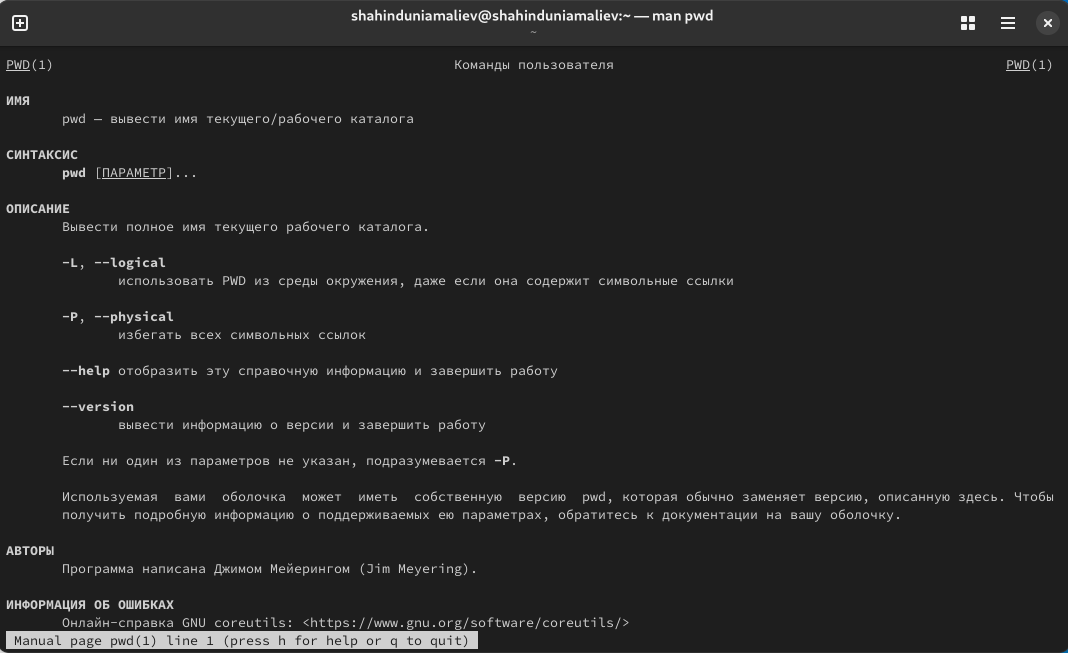 shahinduniamaliev@shahinduniamaliev:~ — man pwd
~
PWD(1) Команды пользователя PWD(1)
ИМЯ
pwd – вывести имя текущего/рабочего каталога
СИНТАКСИС
pwd [ПАРАМЕТР]...
ОПИСАНИЕ
Вывести полное имя текущего рабочего каталога.
-L, --logical
использовать PWD из среды окружения, даже если она содержит символьные ссылки
-P, --physical
избегать всех символьных ссылок
--help отобразить эту справочную информацию и завершить работу
--version
вывести информацию о версии и завершить работу
Если ни один из параметров не указан, подразумевается -P.
Используемая вами оболочка может иметь собственную версию pwd, которая обычно заменяет версию, описанную здесь. Чтобы
получить подробную информацию о поддерживаемых ею параметрах, обратитесь к документации на вашу оболочку.
АВТОРЫ
Программа написана Джимом Мейерингом (Jim Meyering).
ИНФОРМАЦИЯ ОБ ОШИБКАХ
Онлайн-справка GNU coreutils: <https://www.gnu.org/software/coreutils/>
Manual page pwd(1) line 1 (press h for help or q to quit)